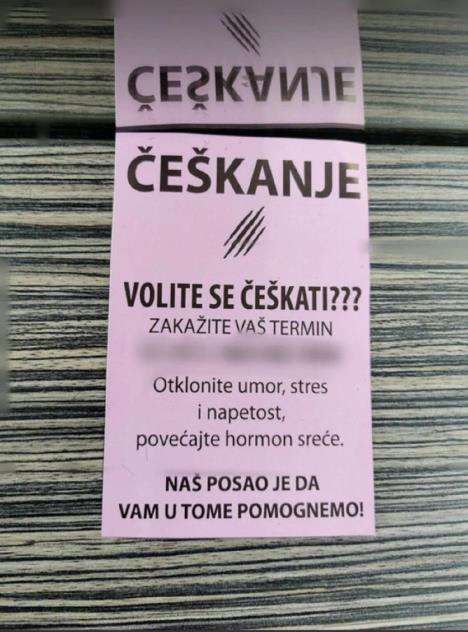 ČEŠKANJE
ČEŠKANJE
VOLITE SE ČEŠKATI???
ZAKAŽITE VAŠ TERMIN
Otklonite umor, stres
i napetost,
povećajte hormon sreće.
NAŠ POSAO JE DA
VAM U TOME POMOGNEMO!